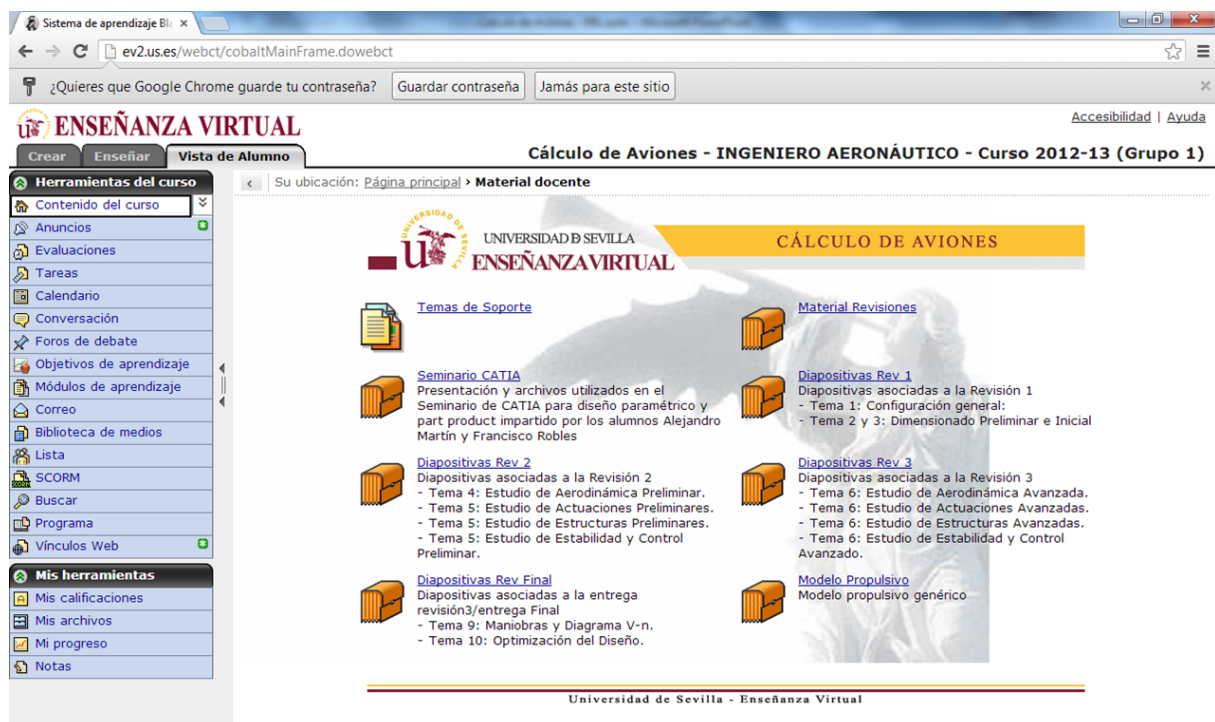 Sistema de aprendizaje Bla
ev2.us.es/webct/cobaltMainFrame.dowebct
¿Quieres que Google Chrome guarde tu contraseña? Guardar contraseña Jamás para este sitio
ENSEÑANZA VIRTUAL
Accesibilidad | Ayuda
Crear Enseñar Vista de Alumno
Cálculo de Aviones - INGENIERO AERONÁUTICO - Curso 2012-13 (Grupo 1)
Herramientas del curso
Contenido del curso
Anuncios
Evaluaciones
Tareas
Calendario
Conversación
Foros de debate
Objetivos de aprendizaje
Módulos de aprendizaje
Correo
Biblioteca de medios
Lista
SCORM
Buscar
Programa
Vínculos Web
Mis herramientas
Mis calificaciones
Mis archivos
Mi progreso
Notas
Su ubicación: Página principal › Material docente
UNIVERSIDAD DE SEVILLA
ENSEÑANZA VIRTUAL
CÁLCULO DE AVIONES
Temas de Soporte
Material Revisiones
Seminario CATIA
Presentación y archivos utilizados en el
Seminario de CATIA para diseño paramétrico y
part product impartido por los alumnos Alejandro
Martín y Francisco Robles
Diapositivas Rev 1
Diapositivas asociadas a la Revisión 1
- Tema 1: Configuración general:
- Tema 2 y 3: Dimensionado Preliminar e Inicial
Diapositivas Rev 2
Diapositivas asociadas a la Revisión 2
- Tema 4: Estudio de Aerodinámica Preliminar.
- Tema 5: Estudio de Actuaciones Preliminares.
- Tema 5: Estudio de Estructuras Preliminares.
- Tema 5: Estudio de Estabilidad y Control
Preliminar.
Diapositivas Rev 3
Diapositivas asociadas a la Revisión 3
- Tema 6: Estudio de Aerodinámica Avanzada.
- Tema 6: Estudio de Actuaciones Avanzadas.
- Tema 6: Estudio de Estructuras Avanzadas.
- Tema 6: Estudio de Estabilidad y Control
Avanzado.
Diapositivas Rev Final
Diapositivas asociadas a la entrega
revisión3/entrega Final
- Tema 9: Maniobras y Diagrama V-n.
- Tema 10: Optimización del Diseño.
Modelo Propulsivo
Modelo propulsivo genérico
Universidad de Sevilla - Enseñanza Virtual